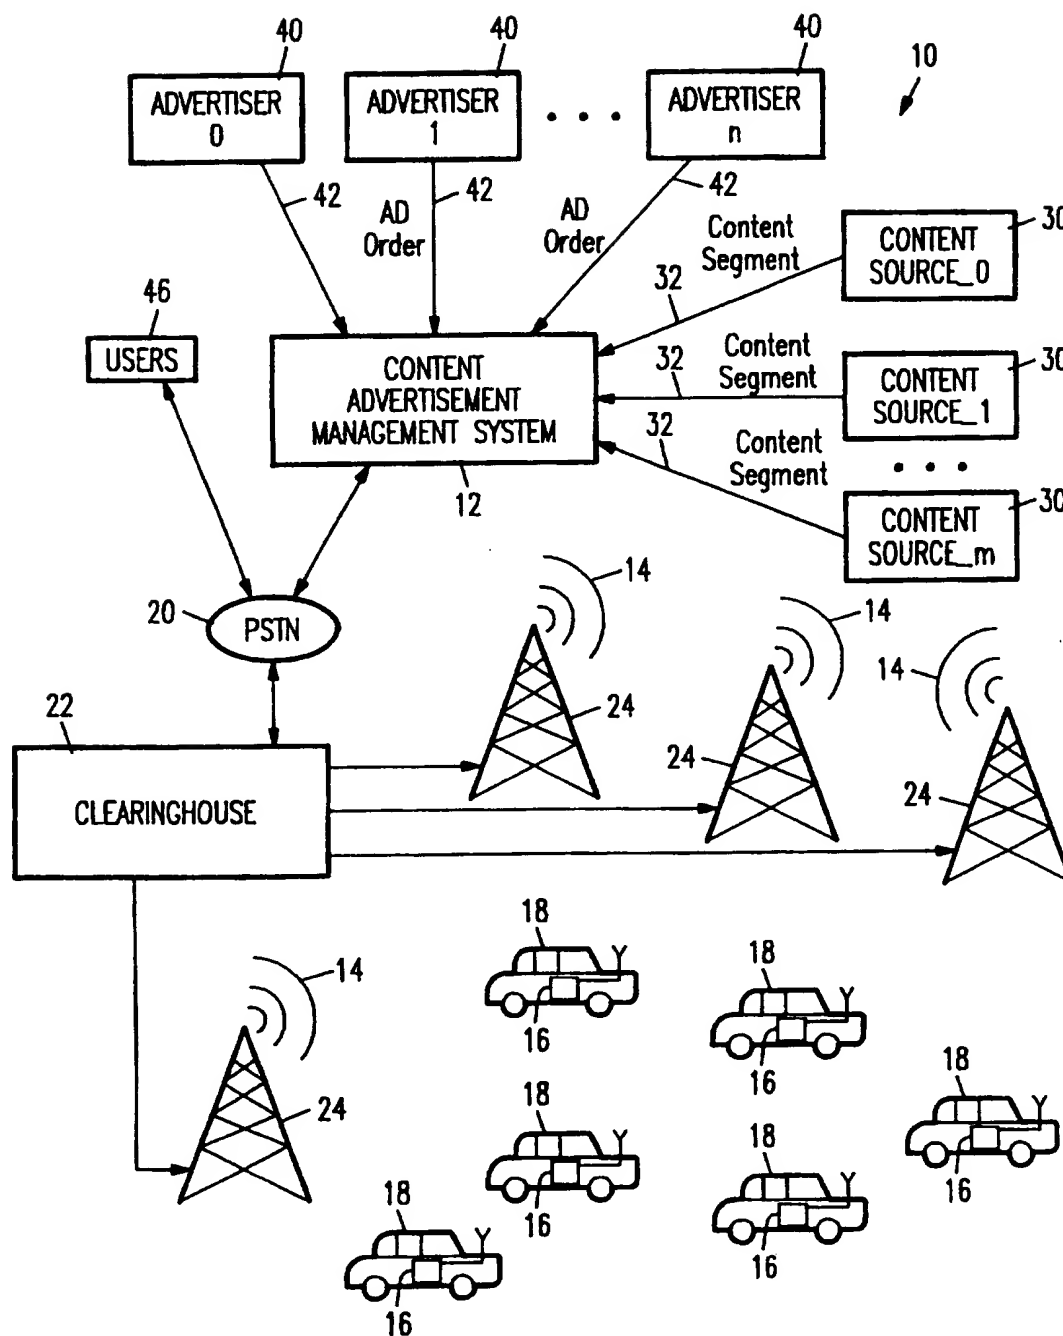 40
40
40
10
ADVERTISER
0
ADVERTISER
1
• • •
ADVERTISER
n
42
42
42
AD
Order
AD
Order
Content
Segment
30
CONTENT
SOURCE_0
32
46
USERS
CONTENT
ADVERTISEMENT
MANAGEMENT SYSTEM
32
Content
Segment
30
CONTENT
SOURCE_1
32
Content
Segment
• • •
30
CONTENT
SOURCE_m
12
14
20
PSTN
14
14
22
24
24
24
CLEARINGHOUSE
18
14
18
16
16
24
18
18
18
16
16
18
16
16